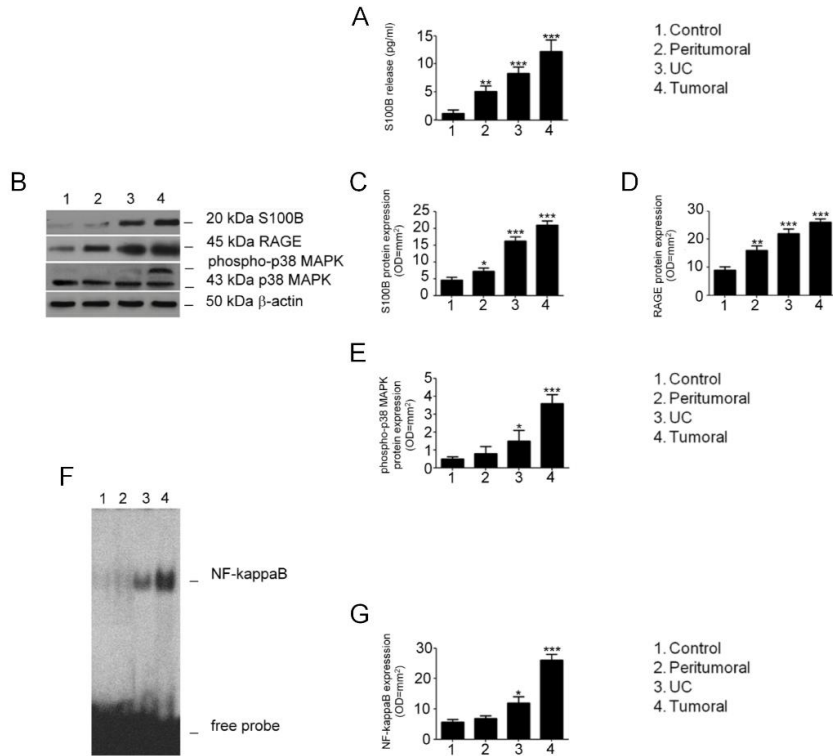 A
S100B release (pg/ml)
15
10
5
0
** *** ***
1 2 3 4
1. Control
2. Peritumoral
3. UC
4. Tumoral
B
1 2 3 4
20 kDa S100B
45 kDa RAGE
phospho-p38 MAPK
43 kDa p38 MAPK
50 kDa β-actin
C
S100B protein expression
(OD=mm²)
25
20
15
10
5
0
* *** ***
1 2 3 4
D
RAGE protein expression
(OD=mm²)
30
20
10
0
** *** ***
1 2 3 4
E
phospho-p38 MAPK
protein expression
(OD=mm²)
5
4
3
2
1
0
* ***
1 2 3 4
1. Control
2. Peritumoral
3. UC
4. Tumoral
F
1 2 3 4
NF-kappaB
free probe
G
NF-kappaB expresssion
(OD=mm²)
30
20
10
0
* ***
1 2 3 4
1. Control
2. Peritumoral
3. UC
4. Tumoral